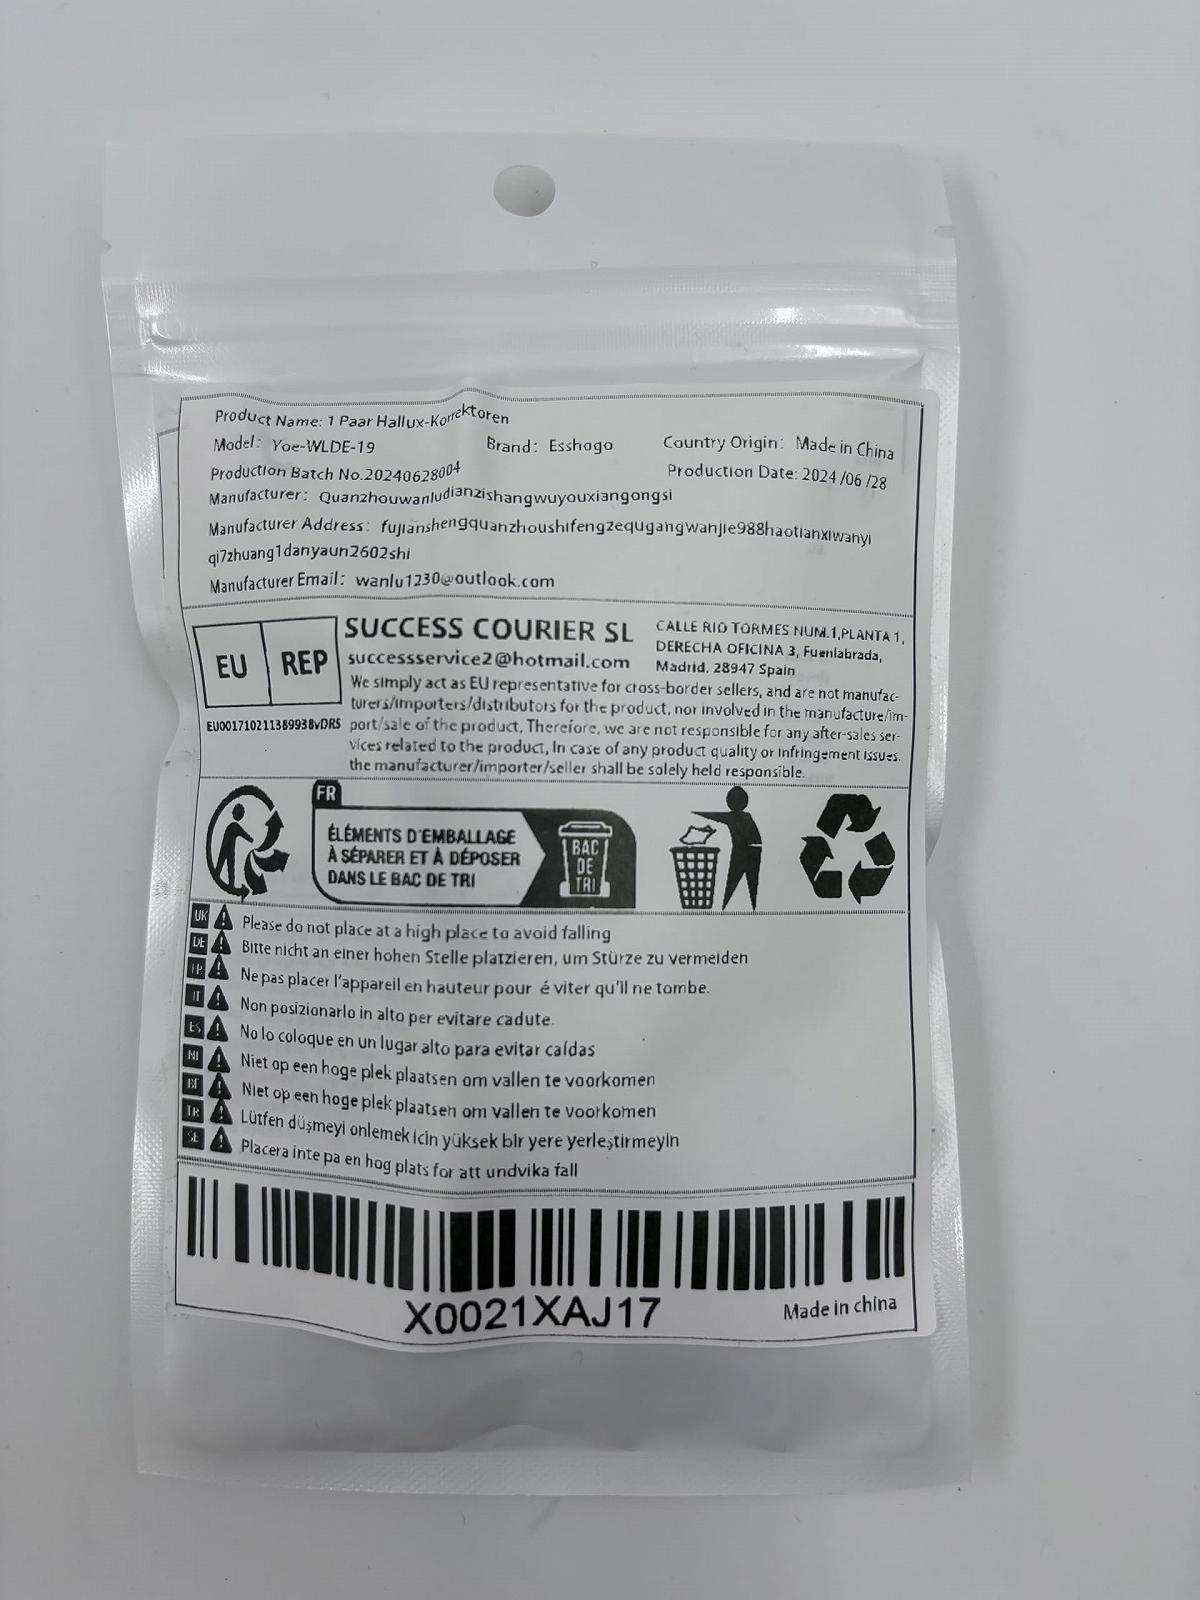 Product Name: 1 Paar Hallux-Korrektoren
Model: Yoe-WLDE-19 Brand: Esshogo Country Origin: Made in China
Production Batch No.20240628004 Production Date: 2024 /06 /28
Manufacturer: Quanzhouwanludianzishangwuyouxiangongsi
Manufacturer Address: fujianshengquanzhoushifengzequgangwanjie988haotianxiwanyi
qi7zhuang1danyaun2602shi
Manufacturer Email: wanlu1230@outlook.com
EU REP
EU001710211389938vDRS
SUCCESS COURIER SL
successservice2@hotmail.com
CALLE RIO TORMES NUM.1,PLANTA 1,
DERECHA OFICINA 3, Fuenlabrada,
Madrid. 28947 Spain
We simply act as EU representative for cross-border sellers, and are not manufac-
turers/importers/distributors for the product, nor involved in the manufacture/im-
port/sale of the product, Therefore, we are not responsible for any after-sales ser-
vices related to the product, In case of any product quality or infringement issues.
the manufacturer/importer/seller shall be solely held responsible.
FR
ÉLÉMENTS D'EMBALLAGE
À SÉPARER ET À DÉPOSER
DANS LE BAC DE TRI
BAC
DE
TRI
UK Please do not place at a high place to avoid falling
DE Bitte nicht an einer hohen Stelle platzieren, um Stürze zu vermeiden
Ne pas placer l'appareil en hauteur pour é viter qu'il ne tombe.
IT Non posizionarlo in alto per evitare cadute.
ES No lo coloque en un lugar alto para evitar caídas
Niet op een hoge plek plaatsen om vallen te voorkomen
Niet op een hoge plek plaatsen om vallen te voorkomen
TR Lütfen düşmeyi onlemek icin yüksek bir yere yerleştirmeyin
SE Placera inte pa en hog plats for att undvika fall
X0021XAJ17
Made in china